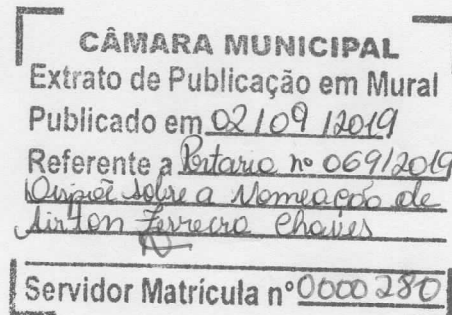 CÂMARA MUNICIPAL
Extrato de Publicação em Mural
Publicado em 02/09/2019
Referente a Portaria nº 069/2019
Dispõe sobre a Nomeação de
Airton Ferreira Chaves
Servidor Matrícula nº 0000280